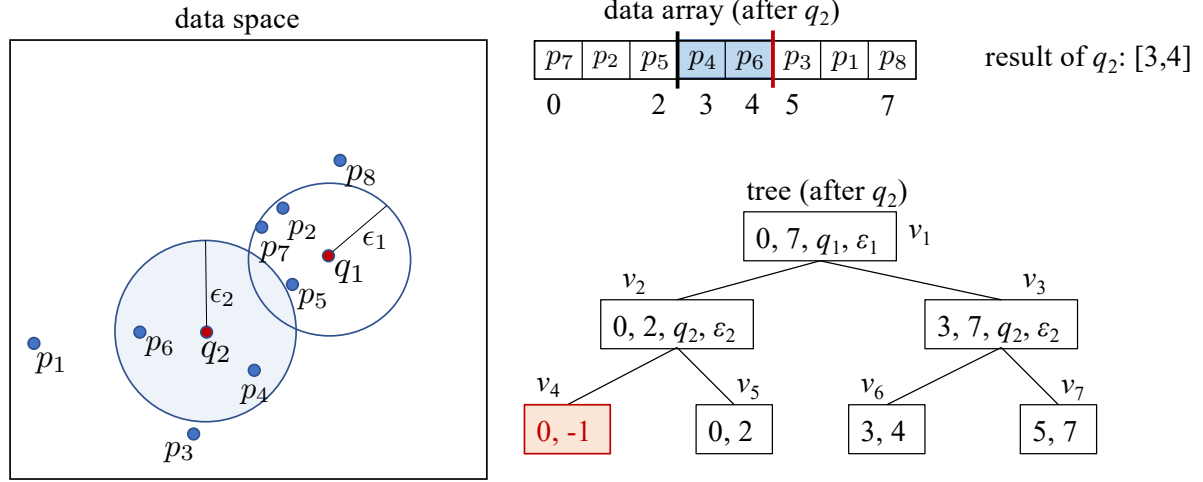 data space
p₈
p₂
p₇
ϵ₁
q₁
p₅
ϵ₂
p₆
q₂
p₁
p₄
p₃
data array (after q₂)
p₇ p₂ p₅ p₄ p₆ p₃ p₁ p₈
0 2 3 4 5 7
result of q₂: [3,4]
tree (after q₂)
0, 7, q₁, ε₁ v₁
v₂ v₃
0, 2, q₂, ε₂ 3, 7, q₂, ε₂
v₄ v₅ v₆ v₇
0, -1 0, 2 3, 4 5, 7